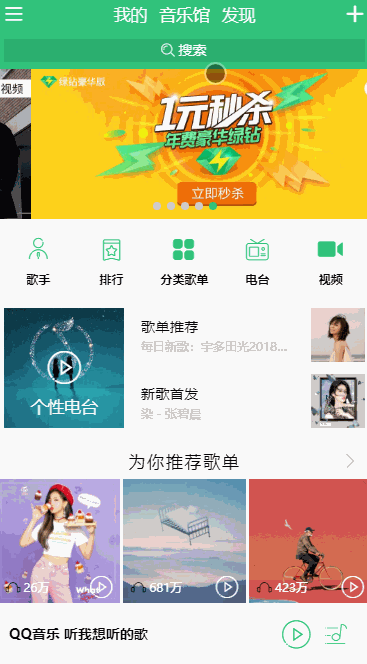 我的 音乐馆 发现
搜索
视频
绿钻豪华版
1元秒杀
年费豪华绿钻
立即秒杀
歌手 排行 分类歌单 电台 视频
个性电台
歌单推荐
每日新歌：宇多田光2018...
新歌首发
染 - 张碧晨
为你推荐歌单
26万
681万
423万
QQ音乐 听我想听的歌